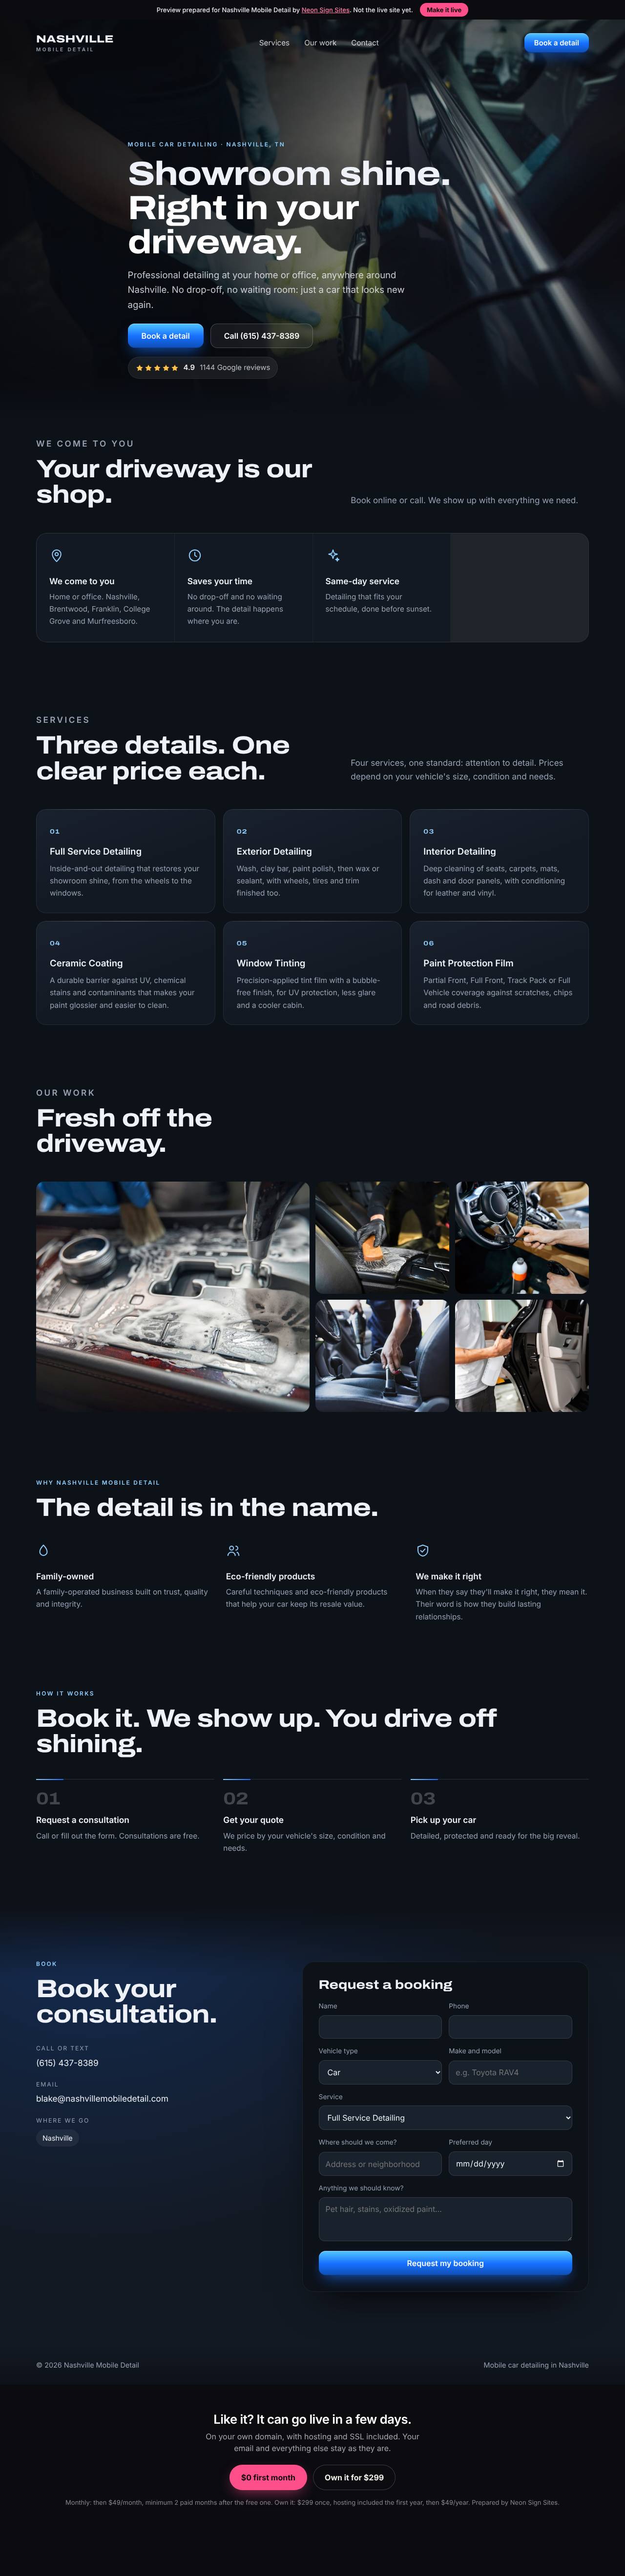 Preview prepared for Nashville Mobile Detail by Neon Sign Sites. Not the live site yet. Make it live
NASHVILLE
MOBILE DETAIL
Services Our work Contact
Book a detail
MOBILE CAR DETAILING · NASHVILLE, TN
Showroom shine.
Right in your
driveway.
Professional detailing at your home or office, anywhere around
Nashville. No drop-off, no waiting room: just a car that looks new
again.
Book a detail
Call (615) 437-8389
★★★★★ 4.9 1144 Google reviews
WE COME TO YOU
Your driveway is our
shop.
Book online or call. We show up with everything we need.
We come to you
Home or office. Nashville,
Brentwood, Franklin, College
Grove and Murfreesboro.
Saves your time
No drop-off and no waiting
around. The detail happens
where you are.
Same-day service
Detailing that fits your
schedule, done before sunset.
SERVICES
Three details. One
clear price each.
Four services, one standard: attention to detail. Prices
depend on your vehicle's size, condition and needs.
01
Full Service Detailing
Inside-and-out detailing that restores your
showroom shine, from the wheels to the
windows.
02
Exterior Detailing
Wash, clay bar, paint polish, then wax or
sealant, with wheels, tires and trim
finished too.
03
Interior Detailing
Deep cleaning of seats, carpets, mats,
dash and door panels, with conditioning
for leather and vinyl.
04
Ceramic Coating
A durable barrier against UV, chemical
stains and contaminants that makes your
paint glossier and easier to clean.
05
Window Tinting
Precision-applied tint film with a bubble-
free finish, for UV protection, less glare
and a cooler cabin.
06
Paint Protection Film
Partial Front, Full Front, Track Pack or Full
Vehicle coverage against scratches, chips
and road debris.
OUR WORK
Fresh off the
driveway.
WHY NASHVILLE MOBILE DETAIL
The detail is in the name.
Family-owned
A family-operated business built on trust, quality
and integrity.
Eco-friendly products
Careful techniques and eco-friendly products
that help your car keep its resale value.
We make it right
When they say they'll make it right, they mean it.
Their word is how they build lasting
relationships.
HOW IT WORKS
Book it. We show up. You drive off
shining.
01
Request a consultation
Call or fill out the form. Consultations are free.
02
Get your quote
We price by your vehicle's size, condition and
needs.
03
Pick up your car
Detailed, protected and ready for the big reveal.
BOOK
Book your
consultation.
CALL OR TEXT
(615) 437-8389
EMAIL
blake@nashvillemobiledetail.com
WHERE WE GO
Nashville
Request a booking
Name
Phone
Vehicle type
Make and model
Car
e.g. Toyota RAV4
Service
Full Service Detailing
Where should we come?
Preferred day
Address or neighborhood
mm/dd/yyyy
Anything we should know?
Pet hair, stains, oxidized paint...
Request my booking
© 2026 Nashville Mobile Detail
Mobile car detailing in Nashville
Like it? It can go live in a few days.
On your own domain, with hosting and SSL included. Your
email and everything else stay as they are.
$0 first month
Own it for $299
Monthly: then $49/month, minimum 2 paid months after the free one. Own it: $299 once, hosting included the first year, then $49/year. Prepared by Neon Sign Sites.